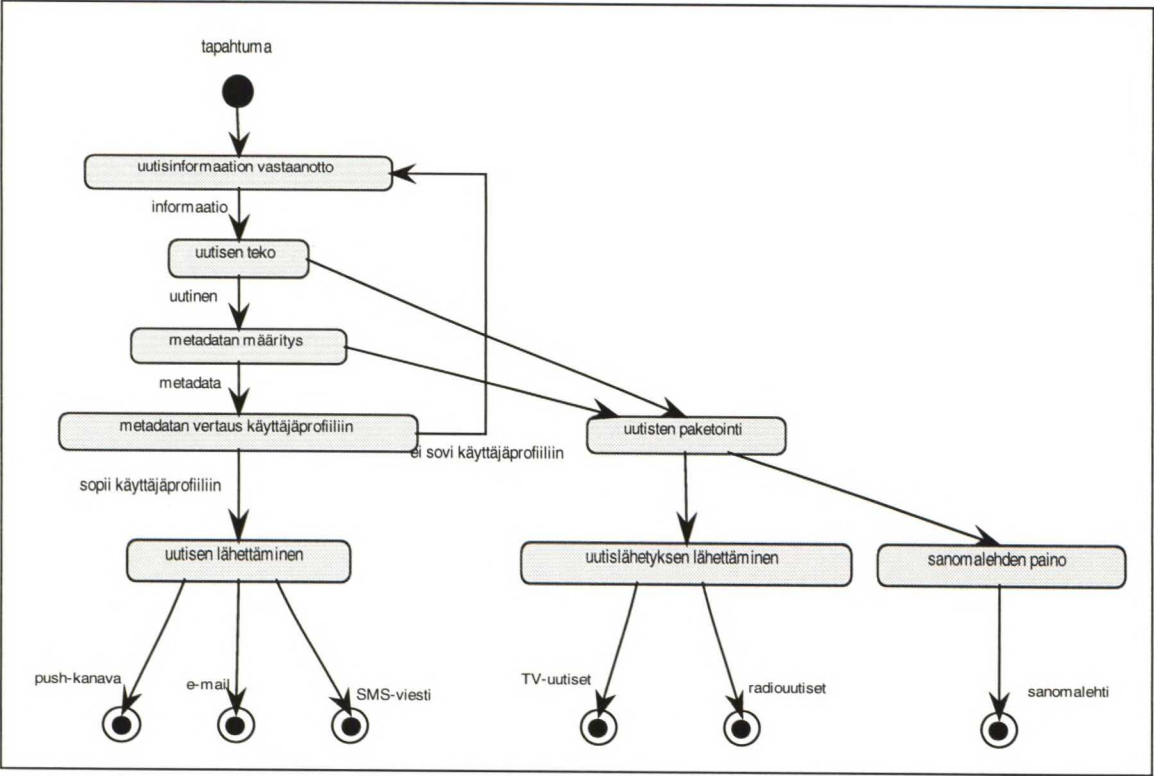 tapahtuma
uutisinformaation vastaanotto
informaatio
uutisen teko
uutinen
metadatan määritys
metadata
metadatan vertaus käyttäjäprofiiliin
ei sovi käyttäjäprofiiliin
uutisten paketointi
sopii käyttäjäprofiiliin
uutisen lähettäminen
uutislähetyksen lähettäminen
sanomalehden paino
push-kanava
e-mail
SMS-viesti
TV-uutiset
radiouutiset
sanomalehti